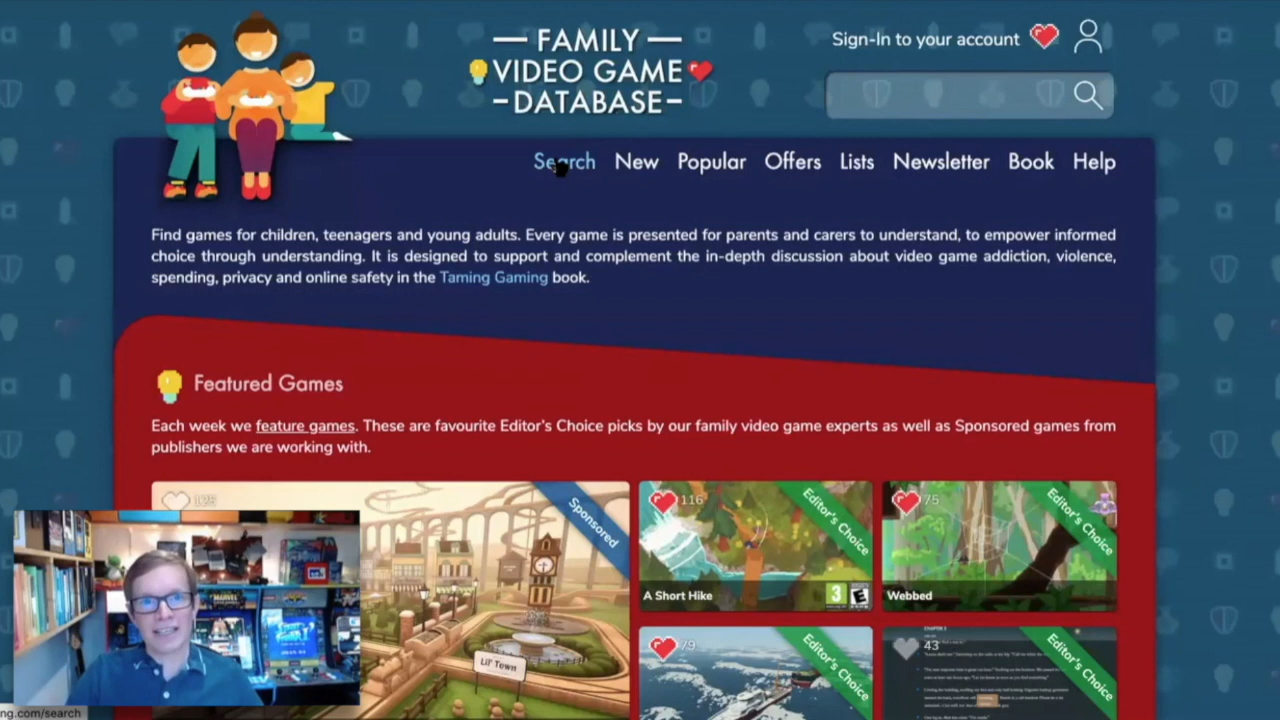 FAMILY
VIDEO GAME
DATABASE
Sign-In to your account
Search New Popular Offers Lists Newsletter Book Help
Find games for children, teenagers and young adults. Every game is presented for parents and carers to understand, to empower informed
choice through understanding. It is designed to support and complement the in-depth discussion about video game addiction, violence,
spending, privacy and online safety in the Taming Gaming book.
Featured Games
Each week we feature games. These are favourite Editor's Choice picks by our family video game experts as well as Sponsored games from
publishers we are working with.
Sponsored
116
Editor's Choice
75
Editor's Choice
A Short Hike
3
E
Webbed
Lil' Town
79
Editor's Choice
43
Editor's Choice
ng.com/search